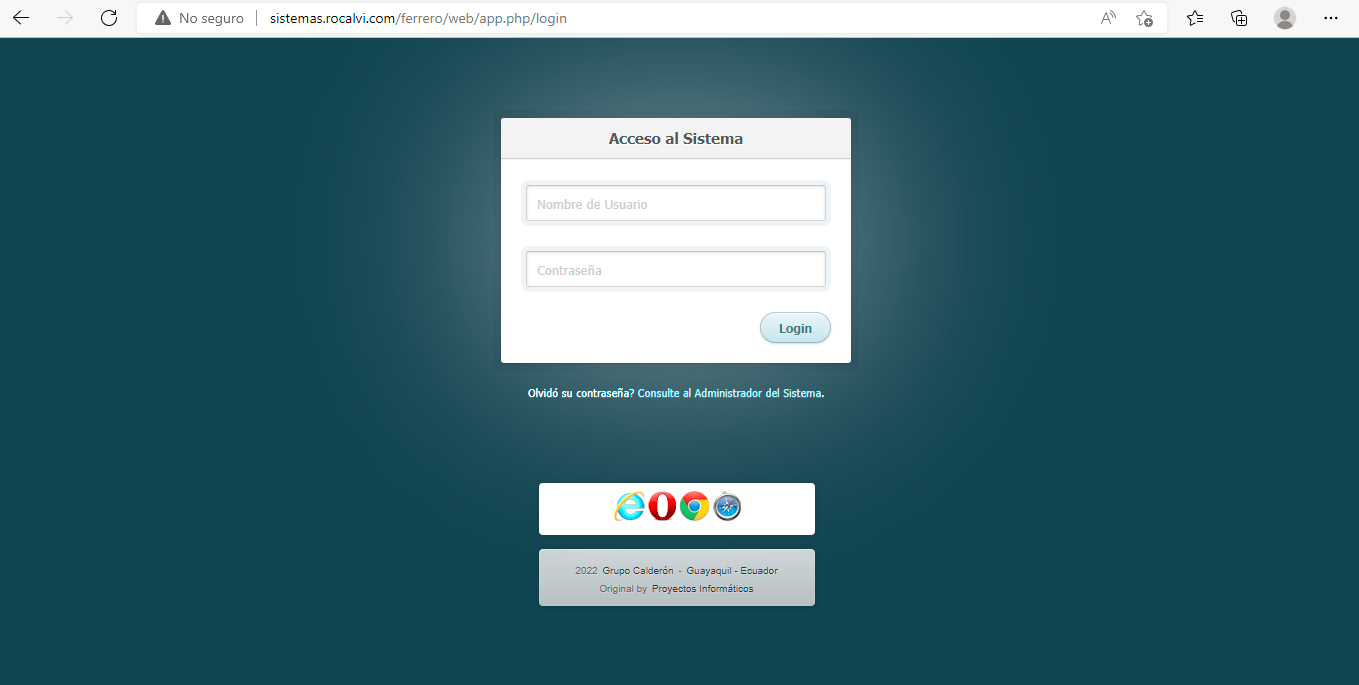 No seguro | sistemas.rocalvi.com/ferrero/web/app.php/login
Acceso al Sistema
Nombre de Usuario
Contraseña
Login
Olvidó su contraseña? Consulte al Administrador del Sistema.
2022 Grupo Calderón - Guayaquil - Ecuador
Original by Proyectos Informáticos